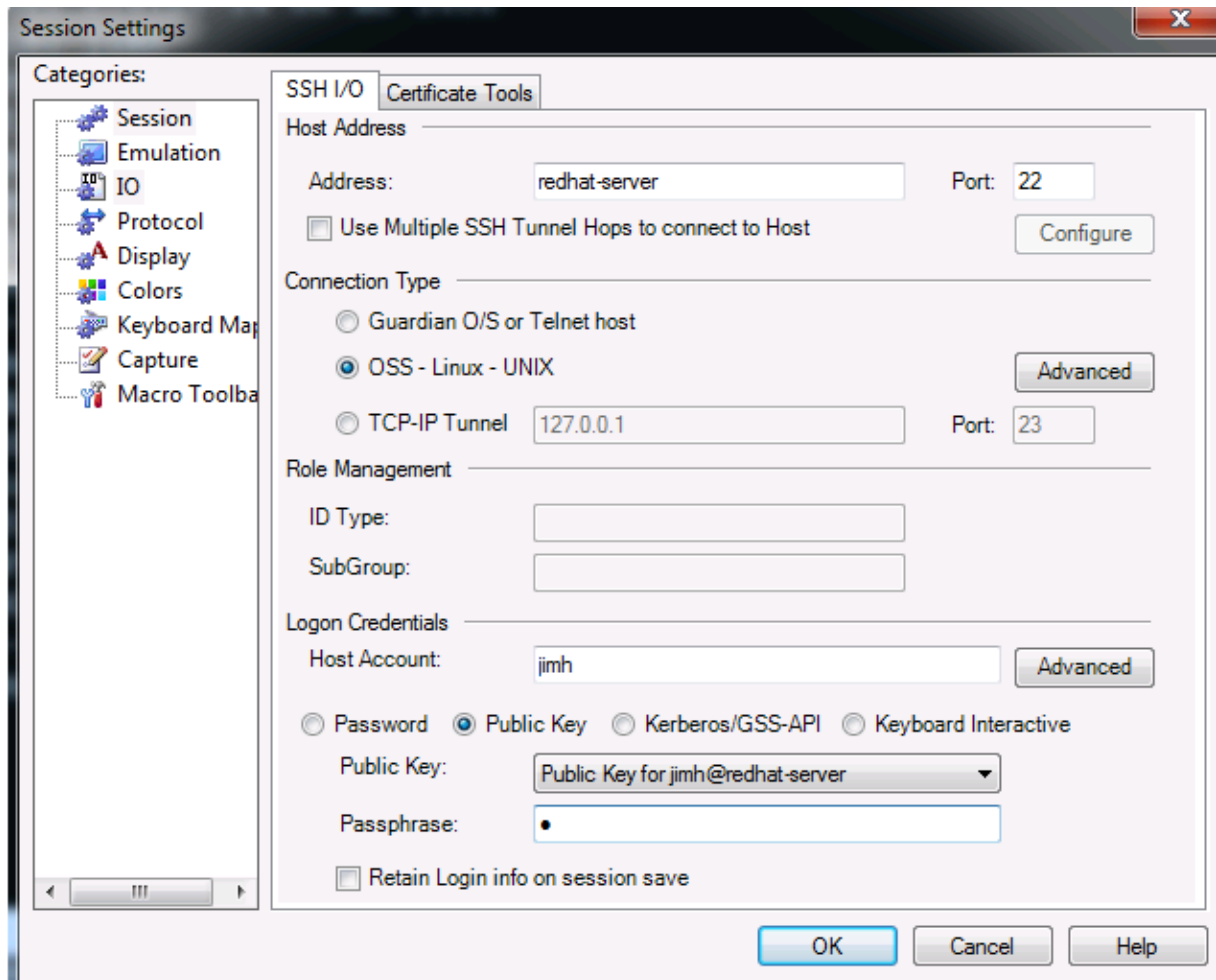 Session Settings
Categories:
Session
Emulation
IO
Protocol
Display
Colors
Keyboard Map
Capture
Macro Toolba
SSH I/O Certificate Tools
Host Address
Address: redhat-server Port: 22
Use Multiple SSH Tunnel Hops to connect to Host Configure
Connection Type
Guardian O/S or Telnet host
OSS - Linux - UNIX Advanced
TCP-IP Tunnel 127.0.0.1 Port: 23
Role Management
ID Type:
SubGroup:
Logon Credentials
Host Account: jimh Advanced
Password Public Key Kerberos/GSS-API Keyboard Interactive
Public Key: Public Key for jimh@redhat-server
Passphrase: ●
Retain Login info on session save
OK Cancel Help